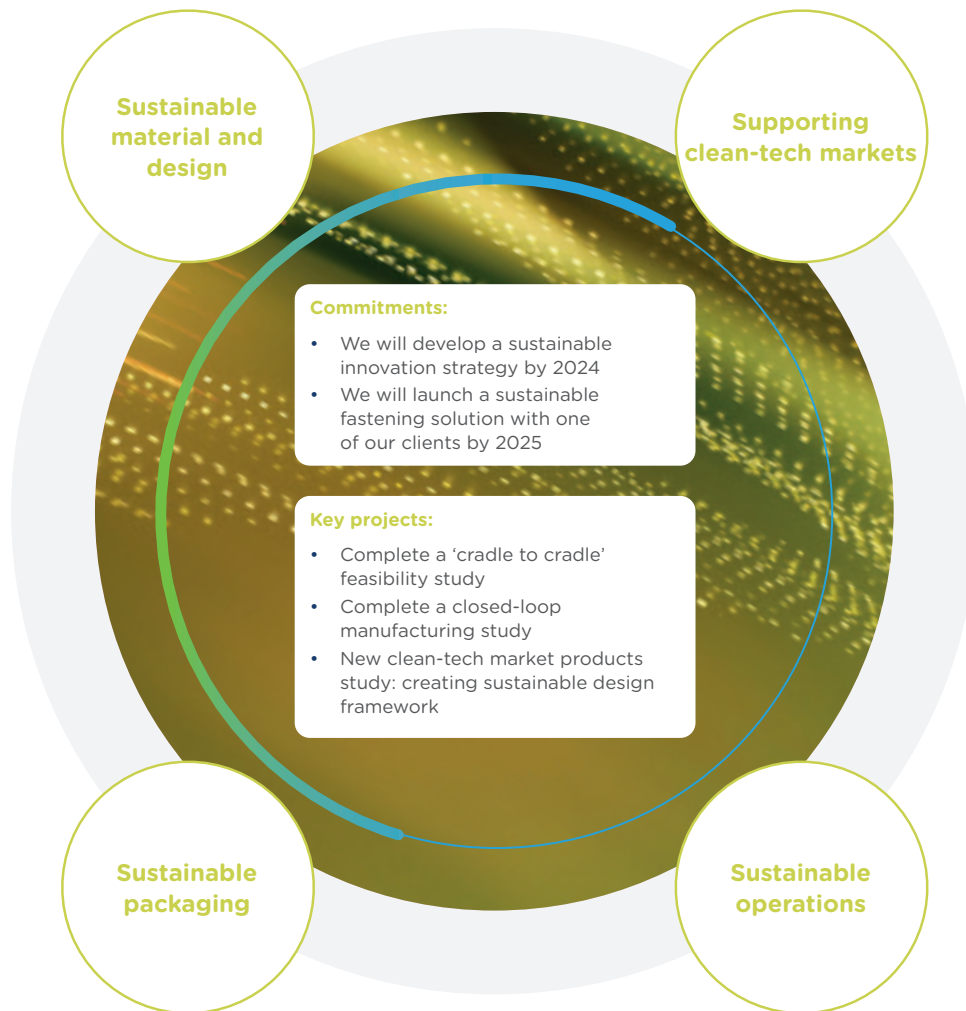 Sustainable
material and
design
Supporting
clean-tech markets
Commitments:
• We will develop a sustainable
innovation strategy by 2024
• We will launch a sustainable
fastening solution with one
of our clients by 2025
Key projects:
• Complete a ‘cradle to cradle’
feasibility study
• Complete a closed-loop
manufacturing study
• New clean-tech market products
study: creating sustainable design
framework
Sustainable
packaging
Sustainable
operations